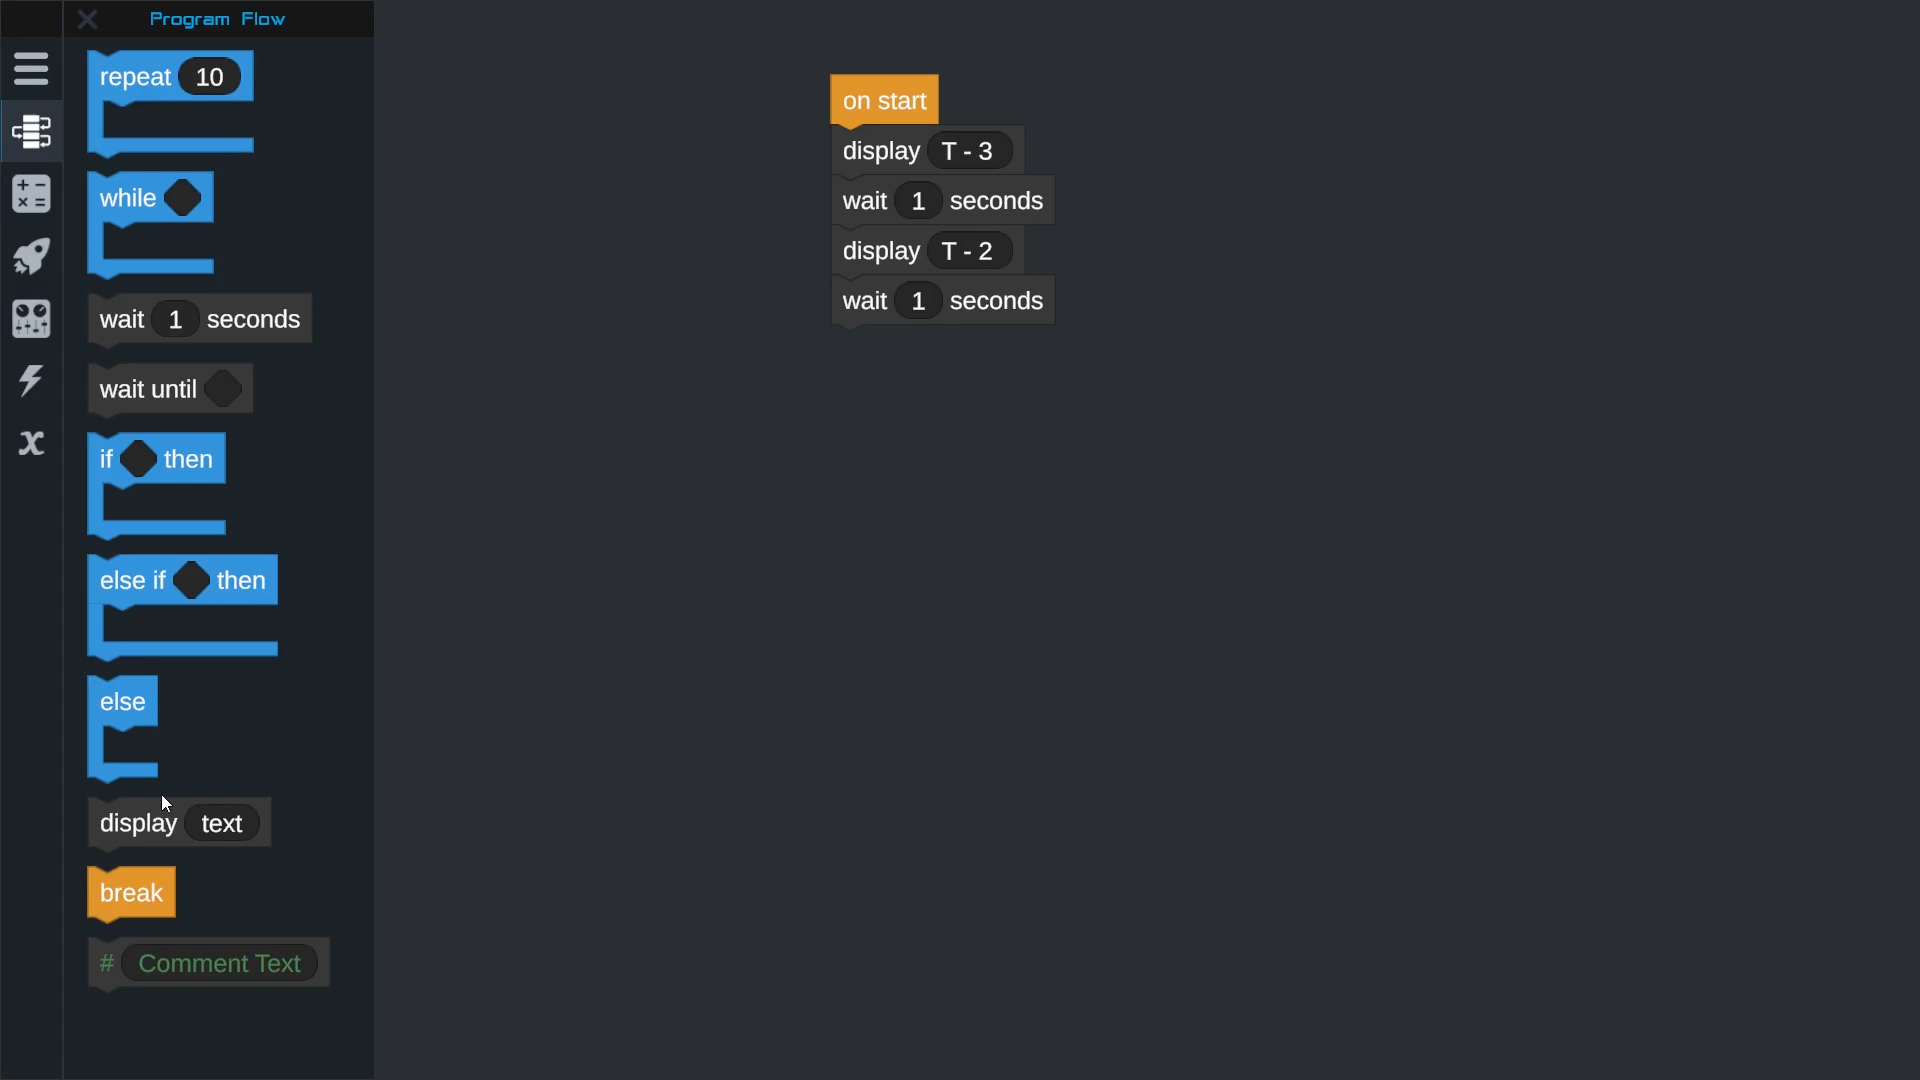 Program Flow
repeat 10
while
wait 1 seconds
wait until
if then
else if then
else
display text
break
# Comment Text
on start
display T - 3
wait 1 seconds
display T - 2
wait 1 seconds